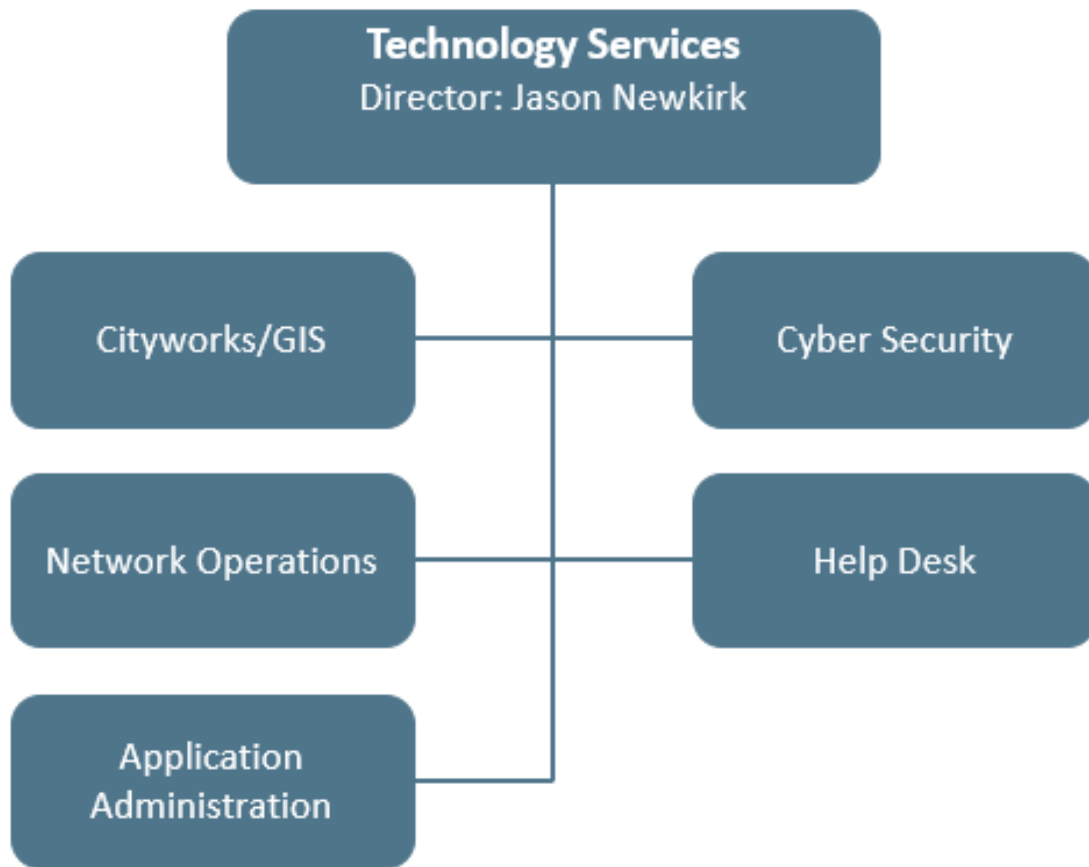 Technology Services
Director: Jason Newkirk
Cityworks/GIS
Cyber Security
Network Operations
Help Desk
Application
Administration